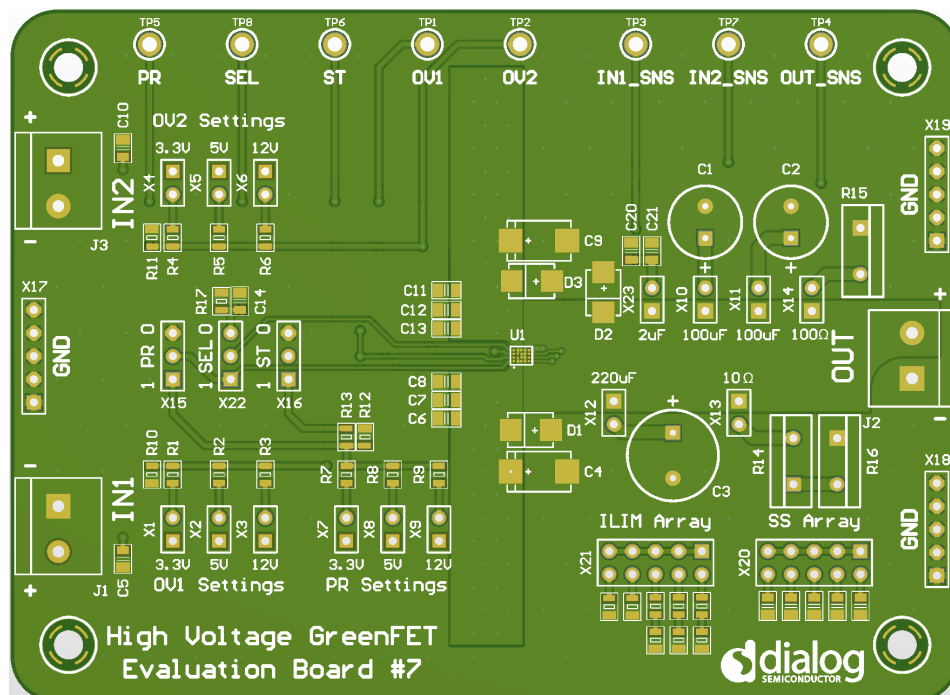 TP5 TP8 TP6 TP1 TP2 TP3 TP7 TP4
PR SEL ST OV1 OV2 IN1_SNS IN2_SNS OUT_SNS
+ C10 OV2 Settings
3.3V 5V 12V
X4 X5 X6
IN2
- J3
R11 R4 R5 R6
C1 C2 R15
X19
GND
C9 C20 C21
+ +
D3 D2
X23 X10 X11 X14
2uF 100uF 100uF 100Ω
X17
GND
R17 C14
C11
C12
C13
1 PR 0
1 SEL 0
1 ST 0
X15 X22 X16
U1
+
OUT
-
J2
C8
C7
C6
220uF + 10Ω
X12 X13
D1
C4
C3
R14 R16
R13 R12
R10 R1 R2 R3 R7 R8 R9
-
IN1
+
J1 C5
X1 X2 X3 X7 X8 X9
3.3V 5V 12V 3.3V 5V 12V
OV1 Settings PR Settings
ILIM Array SS Array
X21 X20
X18
GND
High Voltage GreenFET
Evaluation Board #7
dialog
SEMICONDUCTOR